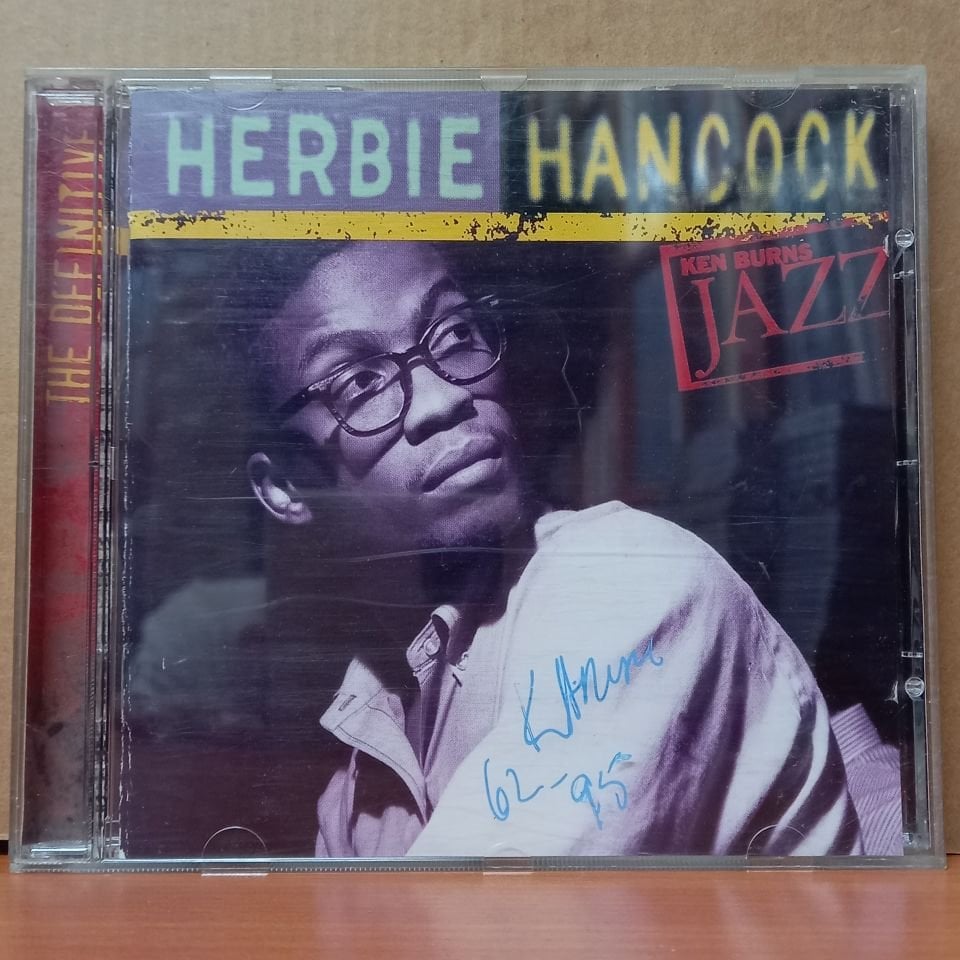 THE DEFINITIVE
HERBIE HANCOCK
KEN BURNS
JAZZ
62-95